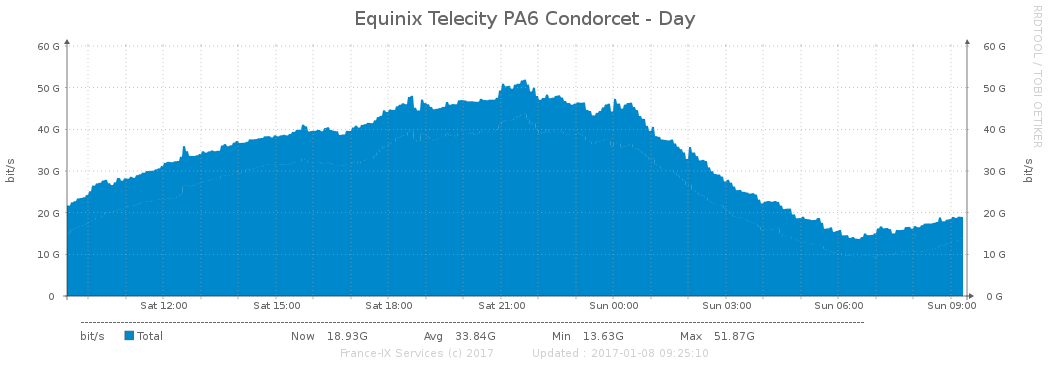 Equinix Telecity PA6 Condorcet - Day
RRDTOOL / TOBI OETIKER
60 G 60 G
50 G 50 G
40 G 40 G
30 G 30 G
20 G 20 G
10 G 10 G
0 0 G
bit/s bit/s
Sat 12:00 Sat 15:00 Sat 18:00 Sat 21:00 Sun 00:00 Sun 03:00 Sun 06:00 Sun 09:00
bit/s Total Now 18.93G Avg 33.84G Min 13.63G Max 51.87G
France-IX Services (c) 2017 Updated : 2017-01-08 09:25:10